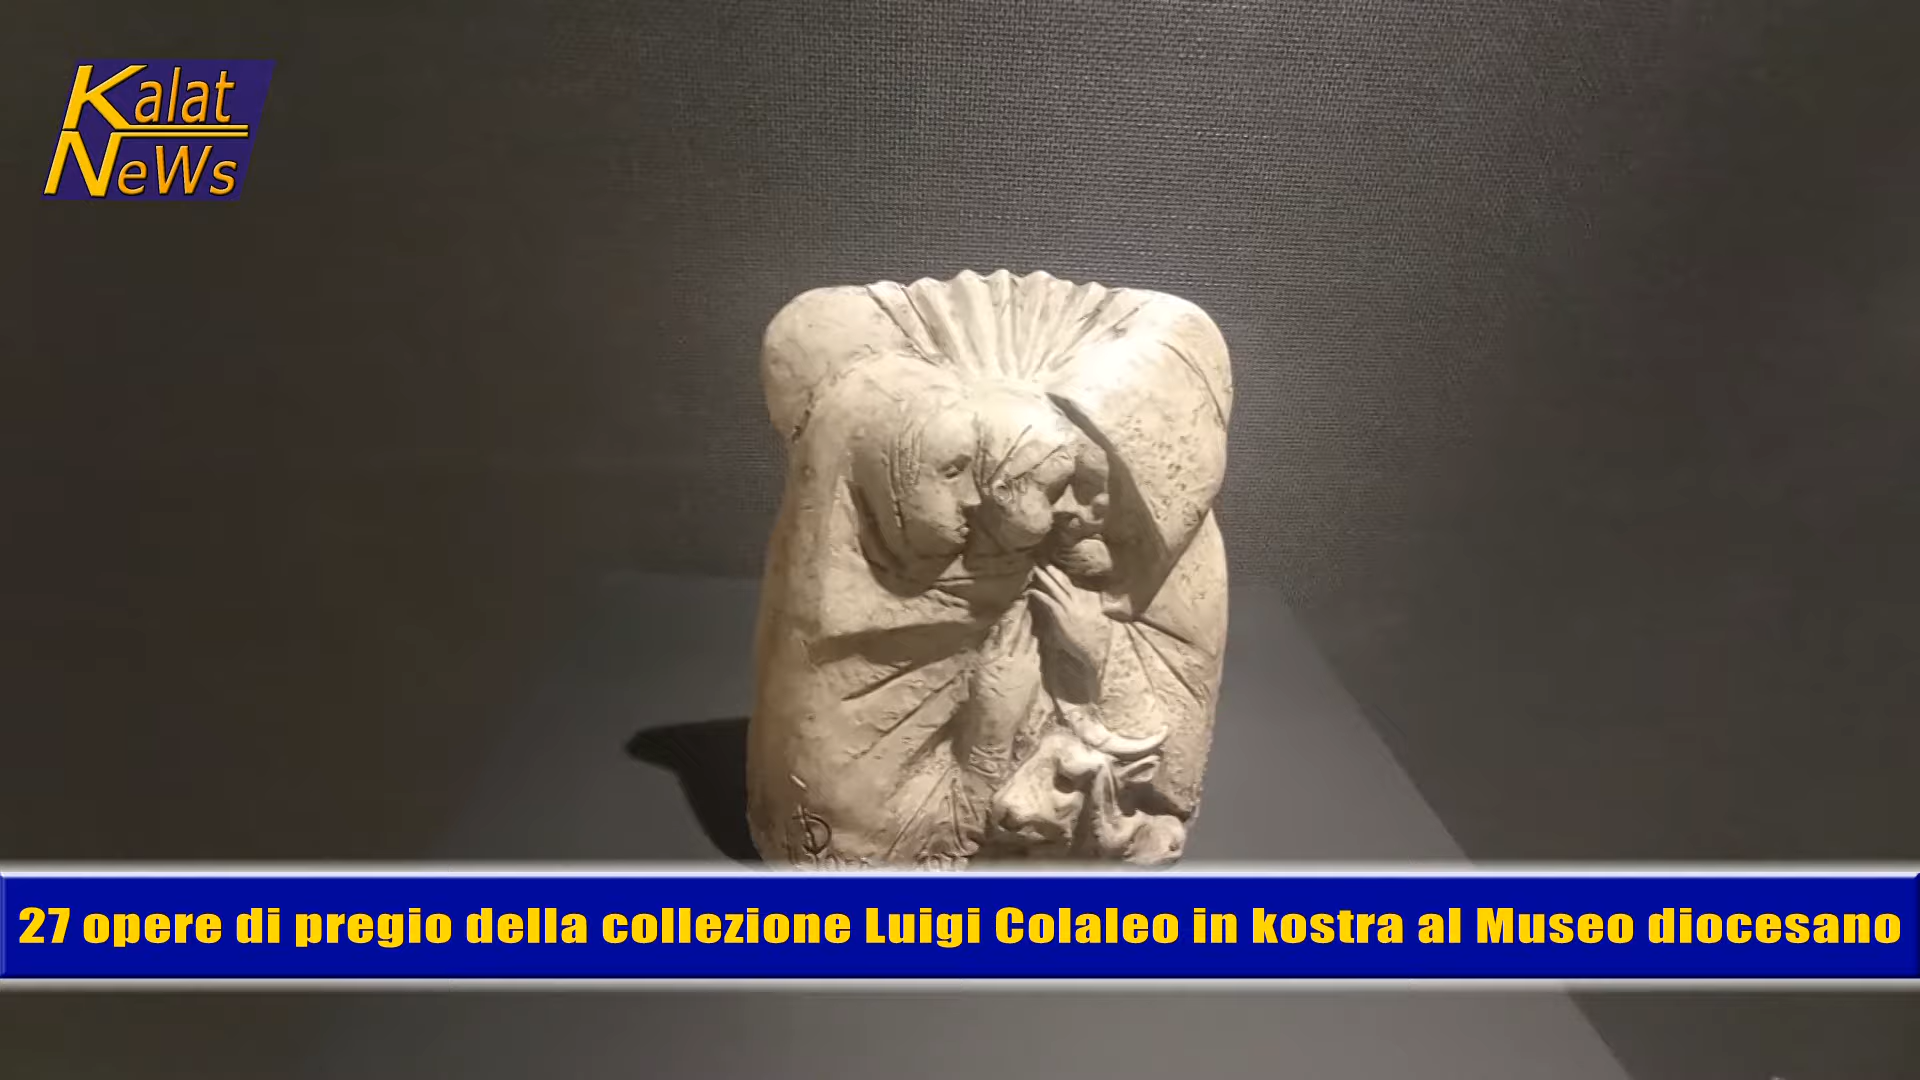 Kalat
NeWs
27 opere di pregio della collezione Luigi Colaleo in kostra al Museo diocesano